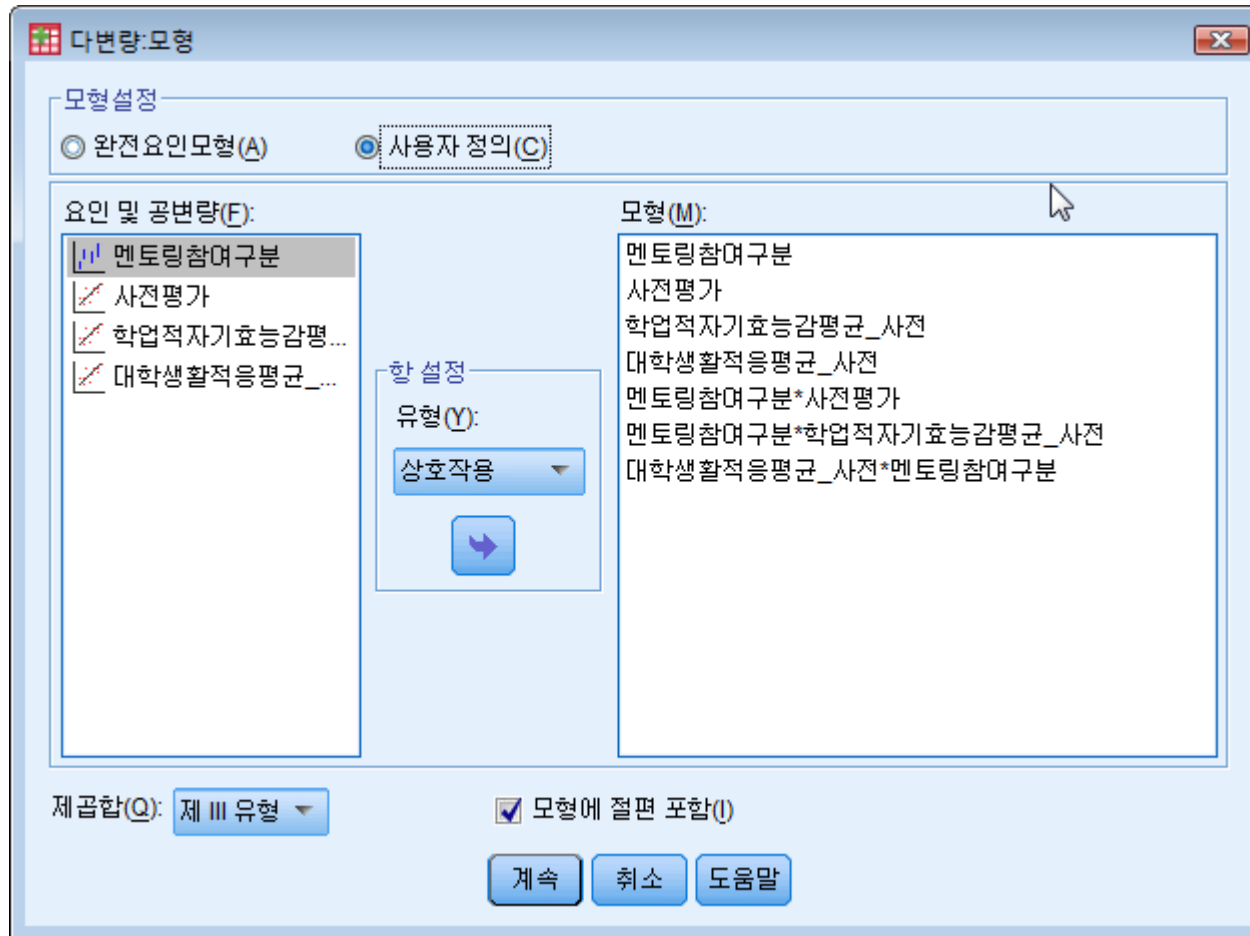 다변량:모형
모형설정
완전요인모형(A)
사용자 정의(C)
요인 및 공변량(F):
멘토링참여구분
사전평가
학업적자기효능감평...
대학생활적응평균_...
항 설정
유형(Y):
상호작용
모형(M):
멘토링참여구분
사전평가
학업적자기효능감평균_사전
대학생활적응평균_사전
멘토링참여구분*사전평가
멘토링참여구분*학업적자기효능감평균_사전
대학생활적응평균_사전*멘토링참여구분
제곱합(Q): 제 III 유형
모형에 절편 포함(I)
계속
취소
도움말